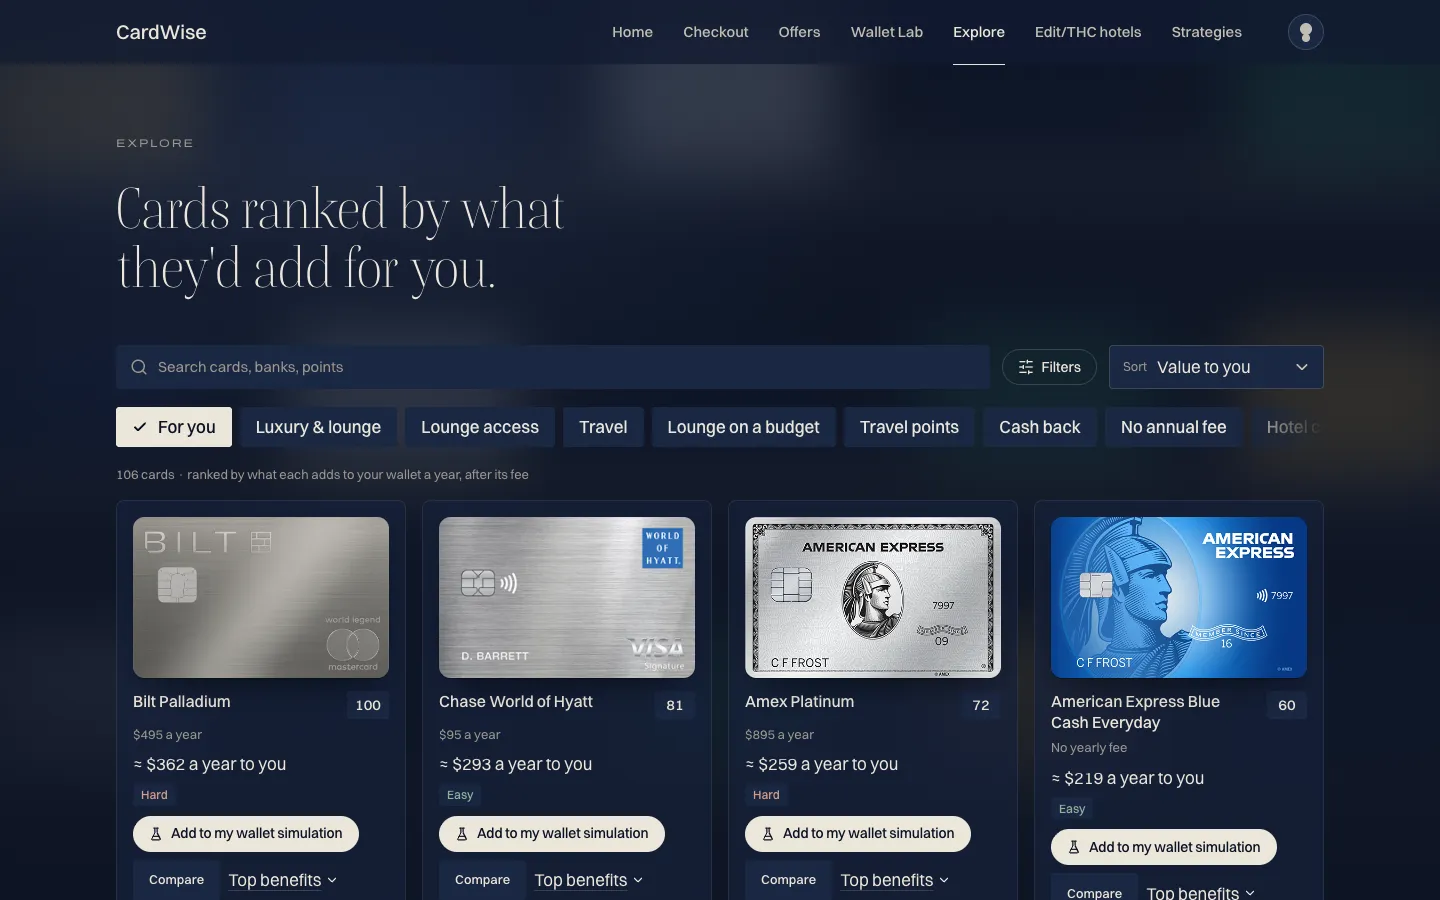 CardWise
Home
Checkout
Offers
Wallet Lab
Explore
Edit/THC hotels
Strategies
EXPLORE
Cards ranked by what
they'd add for you.
Search cards, banks, points
Filters
Sort Value to you
For you
Luxury & lounge
Lounge access
Travel
Lounge on a budget
Travel points
Cash back
No annual fee
Hotel
106 cards · ranked by what each adds to your wallet a year, after its fee
BILT
world legend
mastercard
Bilt Palladium
100
$495 a year
≈ $362 a year to you
Hard
Add to my wallet simulation
Compare
Top benefits
WORLD
OF
HYATT.
D. BARRETT
VISA
Signature
Chase World of Hyatt
81
$95 a year
≈ $293 a year to you
Easy
Add to my wallet simulation
Compare
Top benefits
AMERICAN EXPRESS
7997
09
C F FROST
Amex Platinum
72
$895 a year
≈ $259 a year to you
Hard
Add to my wallet simulation
Compare
Top benefits
AMERICAN
EXPRESS
7997
MEMBER SINCE
16
C F FROST
American Express Blue
Cash Everyday
60
No yearly fee
≈ $219 a year to you
Easy
Add to my wallet simulation
Compare
Top benefits